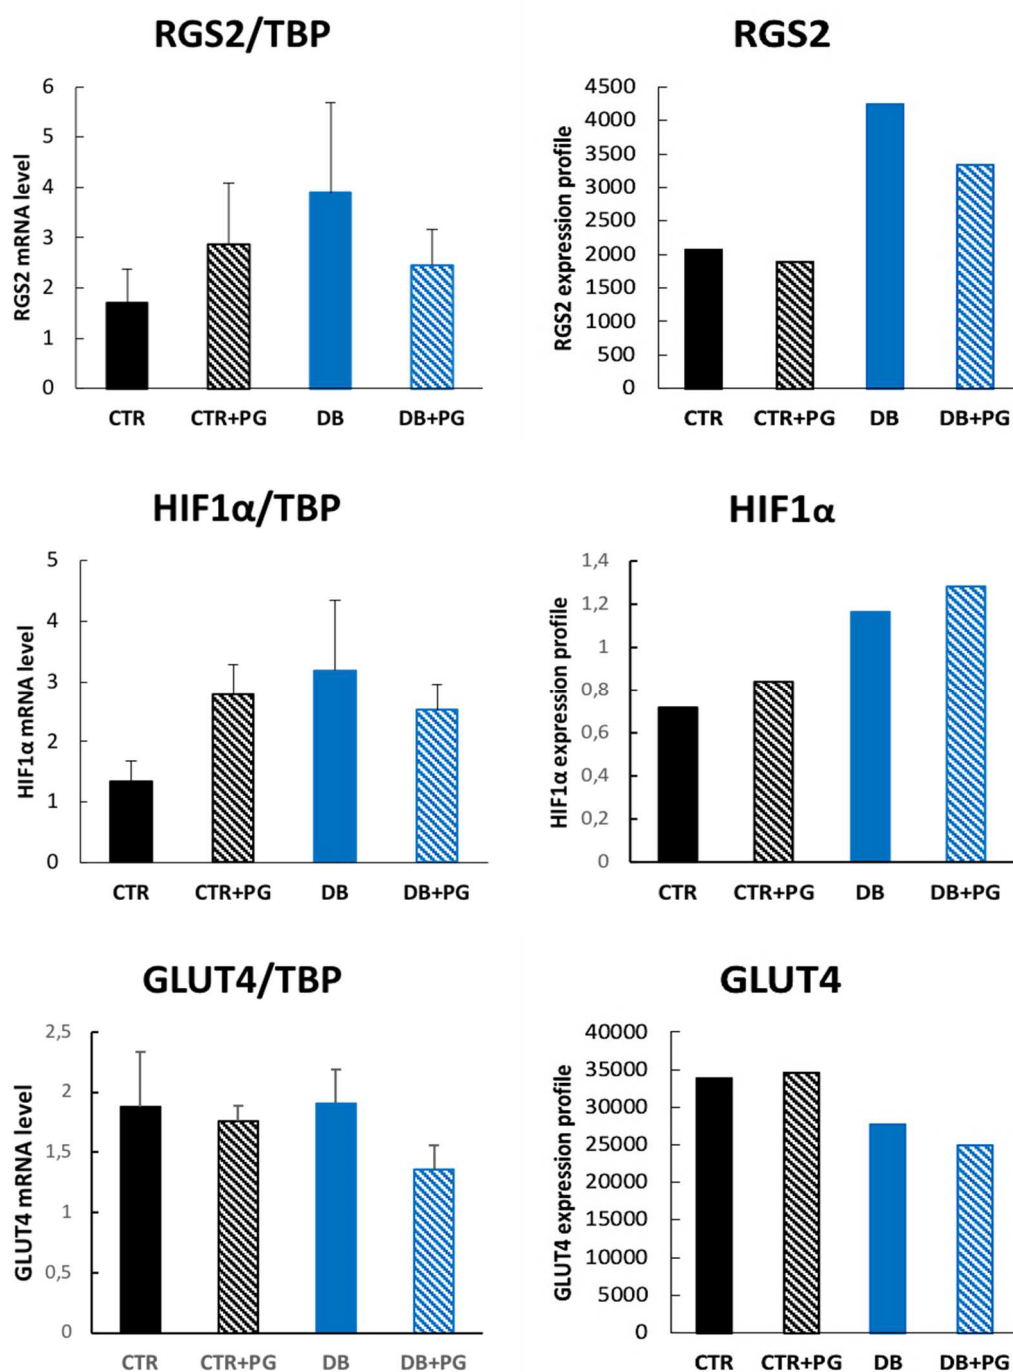 RGS2/TBP
RGS2 mRNA level
6
5
4
3
2
1
0
CTR CTR+PG DB DB+PG
RGS2
RGS2 expression profile
4500
4000
3500
3000
2500
2000
1500
1000
500
0
CTR CTR+PG DB DB+PG
HIF1α/TBP
HIF1α mRNA level
5
4
3
2
1
0
CTR CTR+PG DB DB+PG
HIF1α
HIF1α expression profile
1,4
1,2
1
0,8
0,6
0,4
0,2
0
CTR CTR+PG DB DB+PG
GLUT4/TBP
GLUT4 mRNA level
2,5
2
1,5
1
0,5
0
CTR CTR+PG DB DB+PG
GLUT4
GLUT4 expression profile
40000
35000
30000
25000
20000
15000
10000
5000
0
CTR CTR+PG DB DB+PG